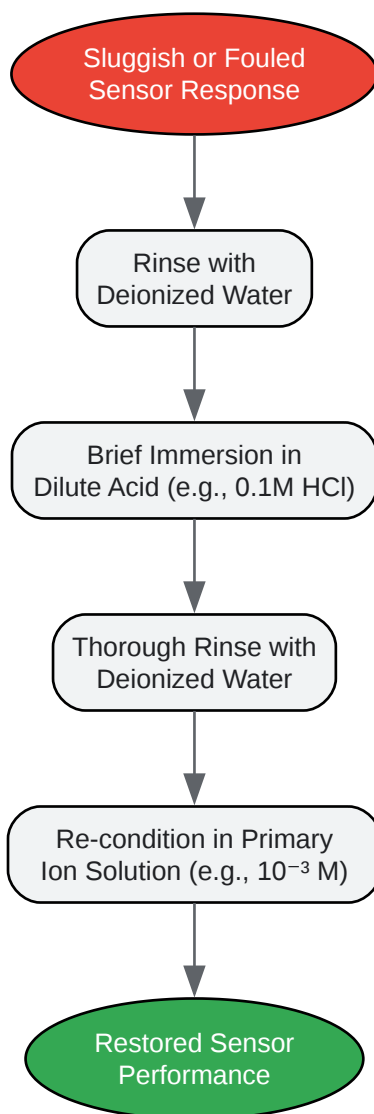 Sluggish or Fouled
Sensor Response
Rinse with
Deionized Water
Brief Immersion in
Dilute Acid (e.g., 0.1M HCl)
Thorough Rinse with
Deionized Water
Re-condition in Primary
Ion Solution (e.g., 10⁻³ M)
Restored Sensor
Performance